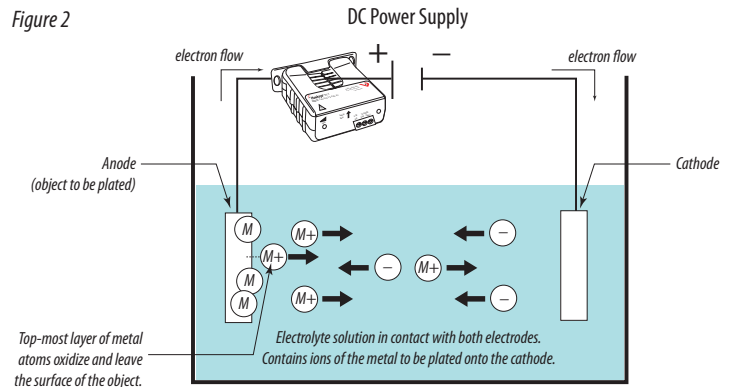 Figure 2
DC Power Supply
electron flow
+ —
electron flow
Anode
(object to be plated)
Cathode
M
M+
M+
M
M
M+
—
M+
—
—
Top-most layer of metal
atoms oxidize and leave
the surface of the object.
Electrolyte solution in contact with both electrodes.
Contains ions of the metal to be plated onto the cathode.